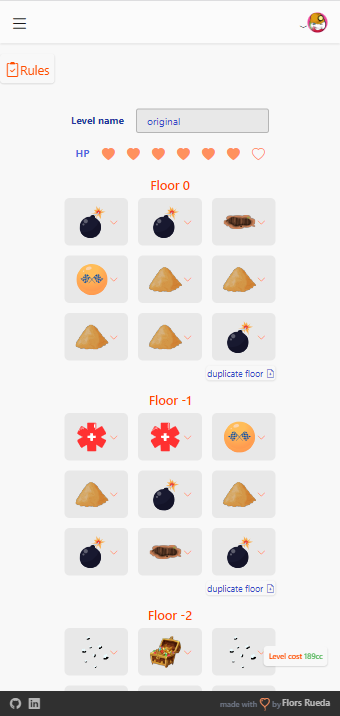 Rules
Level name
original
HP
Floor 0
duplicate floor
Floor -1
duplicate floor
Floor -2
Level cost 189cc
made with by Flors Rueda